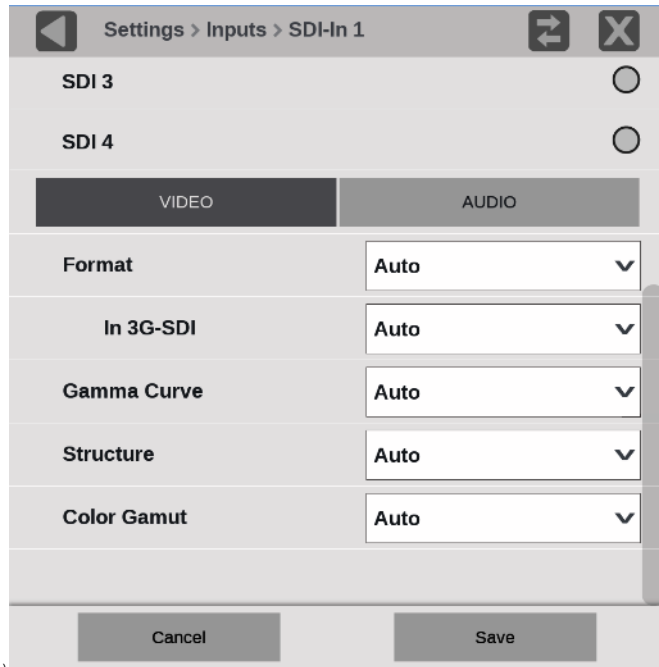 Settings > Inputs > SDI-In 1
SDI 3
SDI 4
VIDEO AUDIO
Format Auto
In 3G-SDI Auto
Gamma Curve Auto
Structure Auto
Color Gamut Auto
Cancel Save